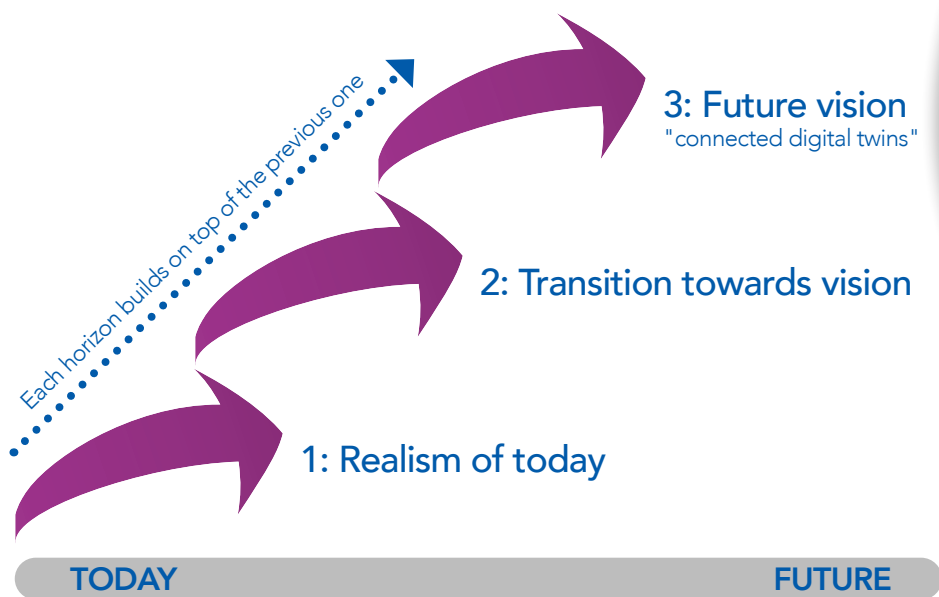 Each horizon builds on top of the previous one
3: Future vision
"connected digital twins"
2: Transition towards vision
1: Realism of today
TODAY
FUTURE